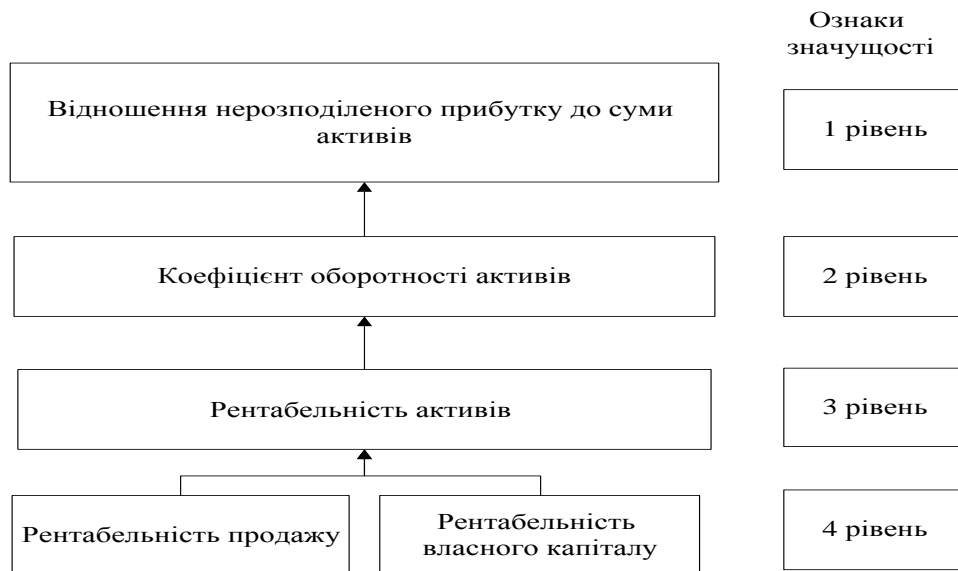 Ознаки
значущості
Відношення нерозподіленого прибутку до суми
активів
1 рівень
Коефіцієнт оборотності активів
2 рівень
Рентабельність активів
3 рівень
Рентабельність продажу
Рентабельність
власного капіталу
4 рівень